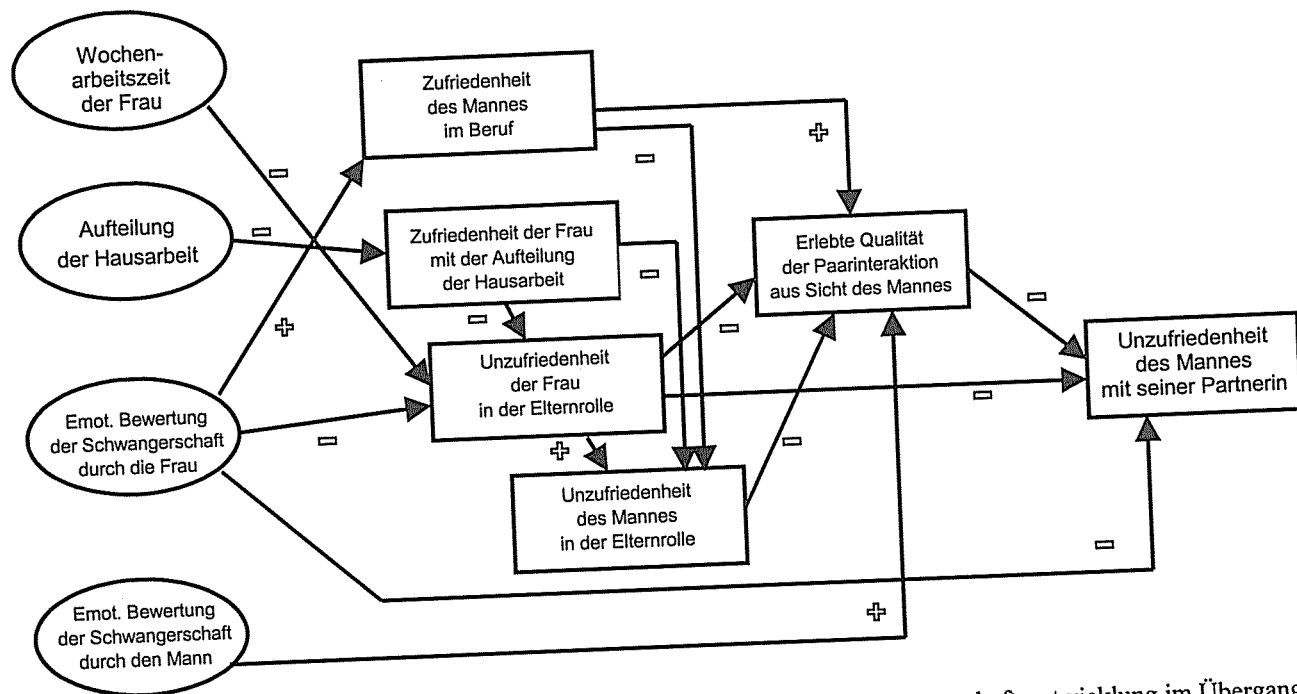 Wochen-
arbeitszeit
der Frau
Aufteilung
der Hausarbeit
Emot. Bewertung
der Schwangerschaft
durch die Frau
Emot. Bewertung
der Schwangerschaft
durch den Mann
Zufriedenheit
des Mannes
im Beruf
Zufriedenheit der Frau
mit der Aufteilung
der Hausarbeit
Unzufriedenheit
der Frau
in der Elternrolle
Unzufriedenheit
des Mannes
in der Elternrolle
Erlebte Qualität
der Paarinteraktion
aus Sicht des Mannes
Unzufriedenheit
des Mannes
mit seiner Partnerin
im Übergang